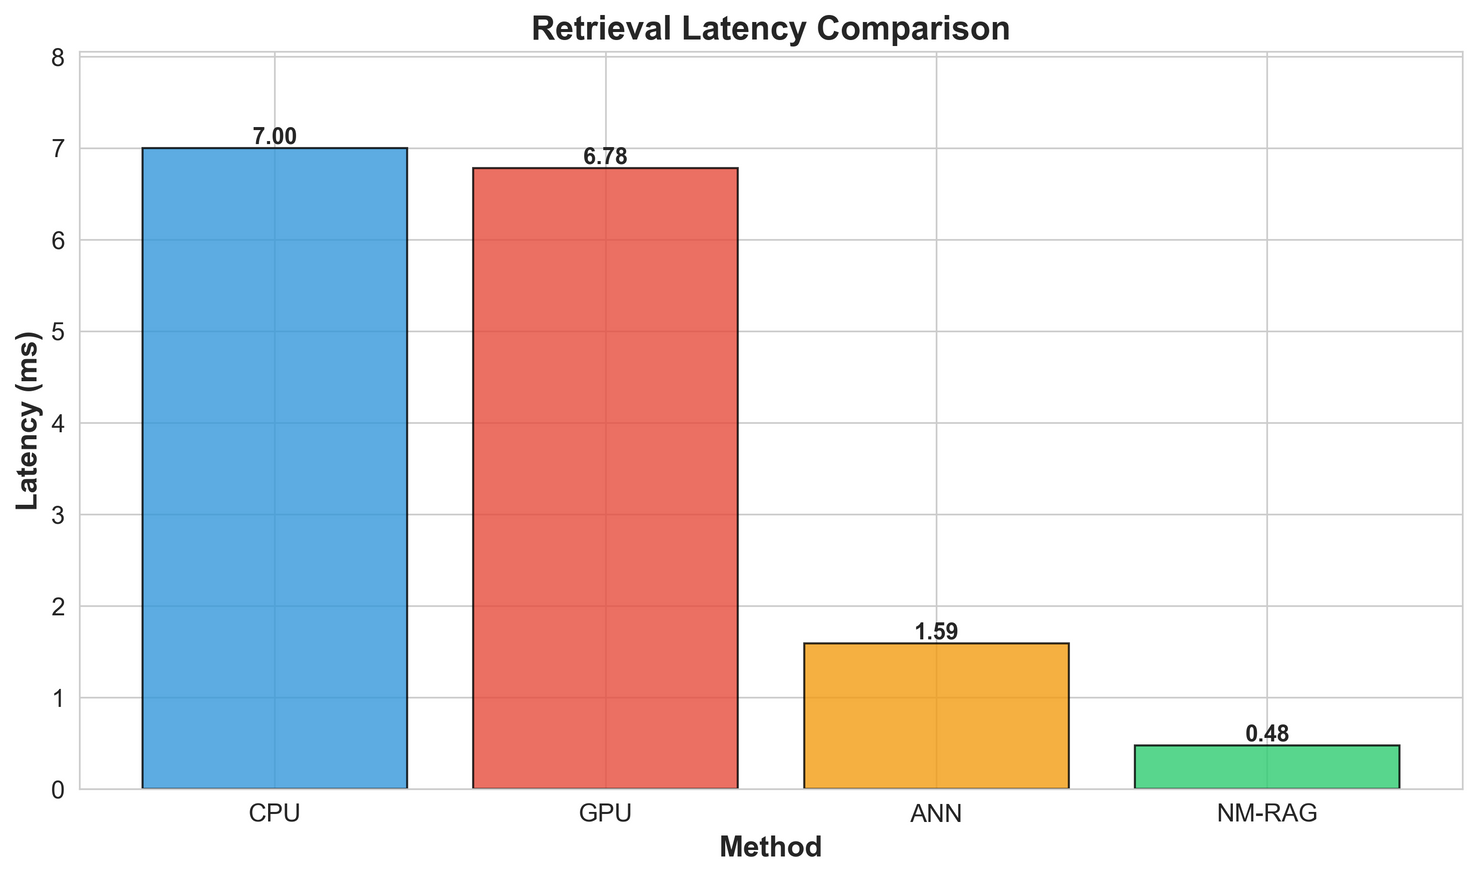 Retrieval Latency Comparison
8
7
6
5
4
3
2
1
0
Latency (ms)
7.00
6.78
1.59
0.48
CPU
GPU
ANN
NM-RAG
Method